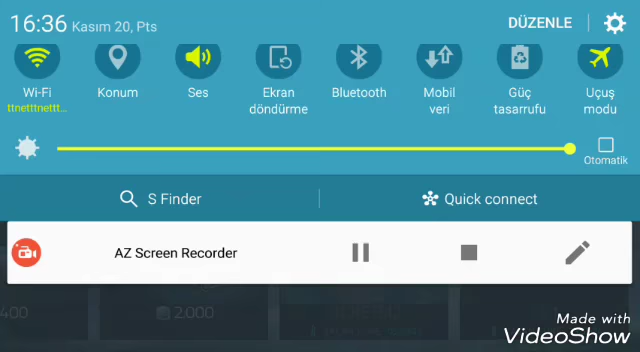 16:36 Kasım 20, Pts DÜZENLE
Wi-Fi
ttnetttnettt...
Konum
Ses
Ekran
döndürme
Bluetooth
Mobil
veri
Güç
tasarrufu
Uçuş
modu
Otomatik
S Finder
Quick connect
AZ Screen Recorder
400
2.000
Made with
VideoShow